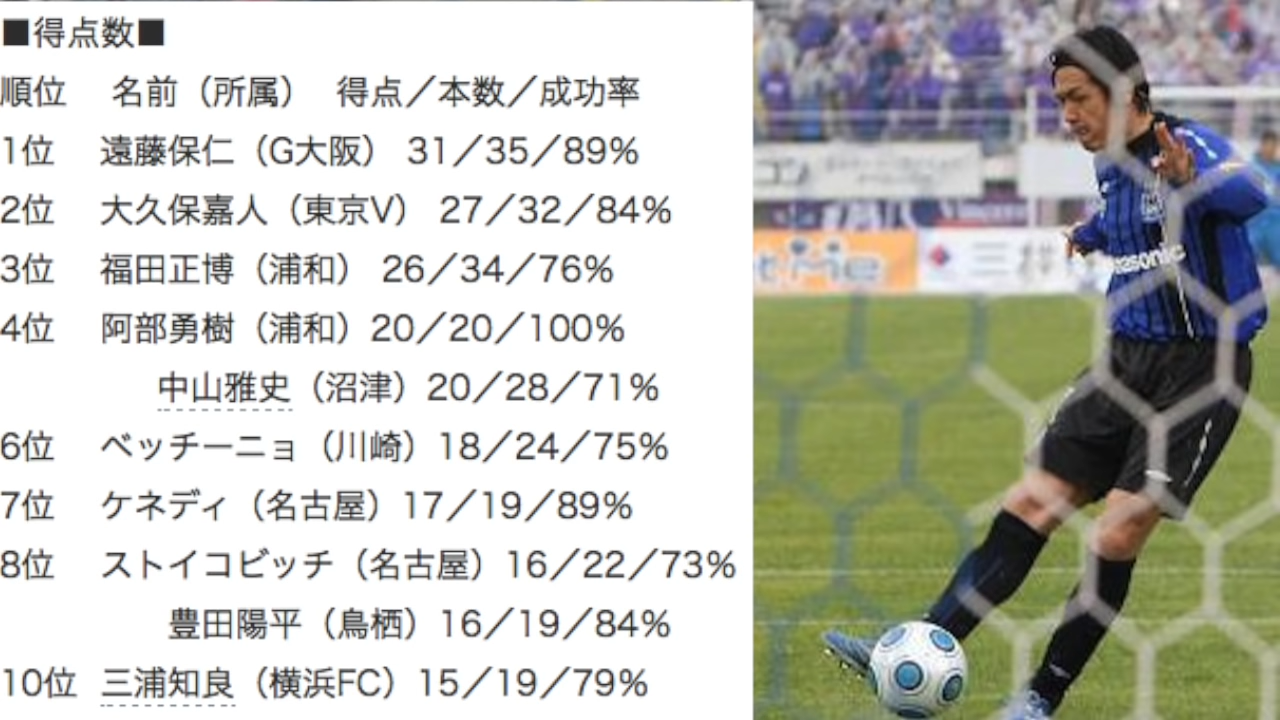 ■得点数■
順位 名前（所属） 得点／本数／成功率
1位 遠藤保仁（G大阪） 31／35／89%
2位 大久保嘉人（東京V） 27／32／84%
3位 福田正博（浦和） 26／34／76%
4位 阿部勇樹（浦和）20／20／100%
中山雅史（沼津）20／28／71%
6位 ベッチーニョ（川崎）18／24／75%
7位 ケネディ（名古屋）17／19／89%
8位 ストイコビッチ（名古屋）16／22／73%
豊田陽平（鳥栖）16／19／84%
10位 三浦知良（横浜FC）15／19／79%
Panasonic